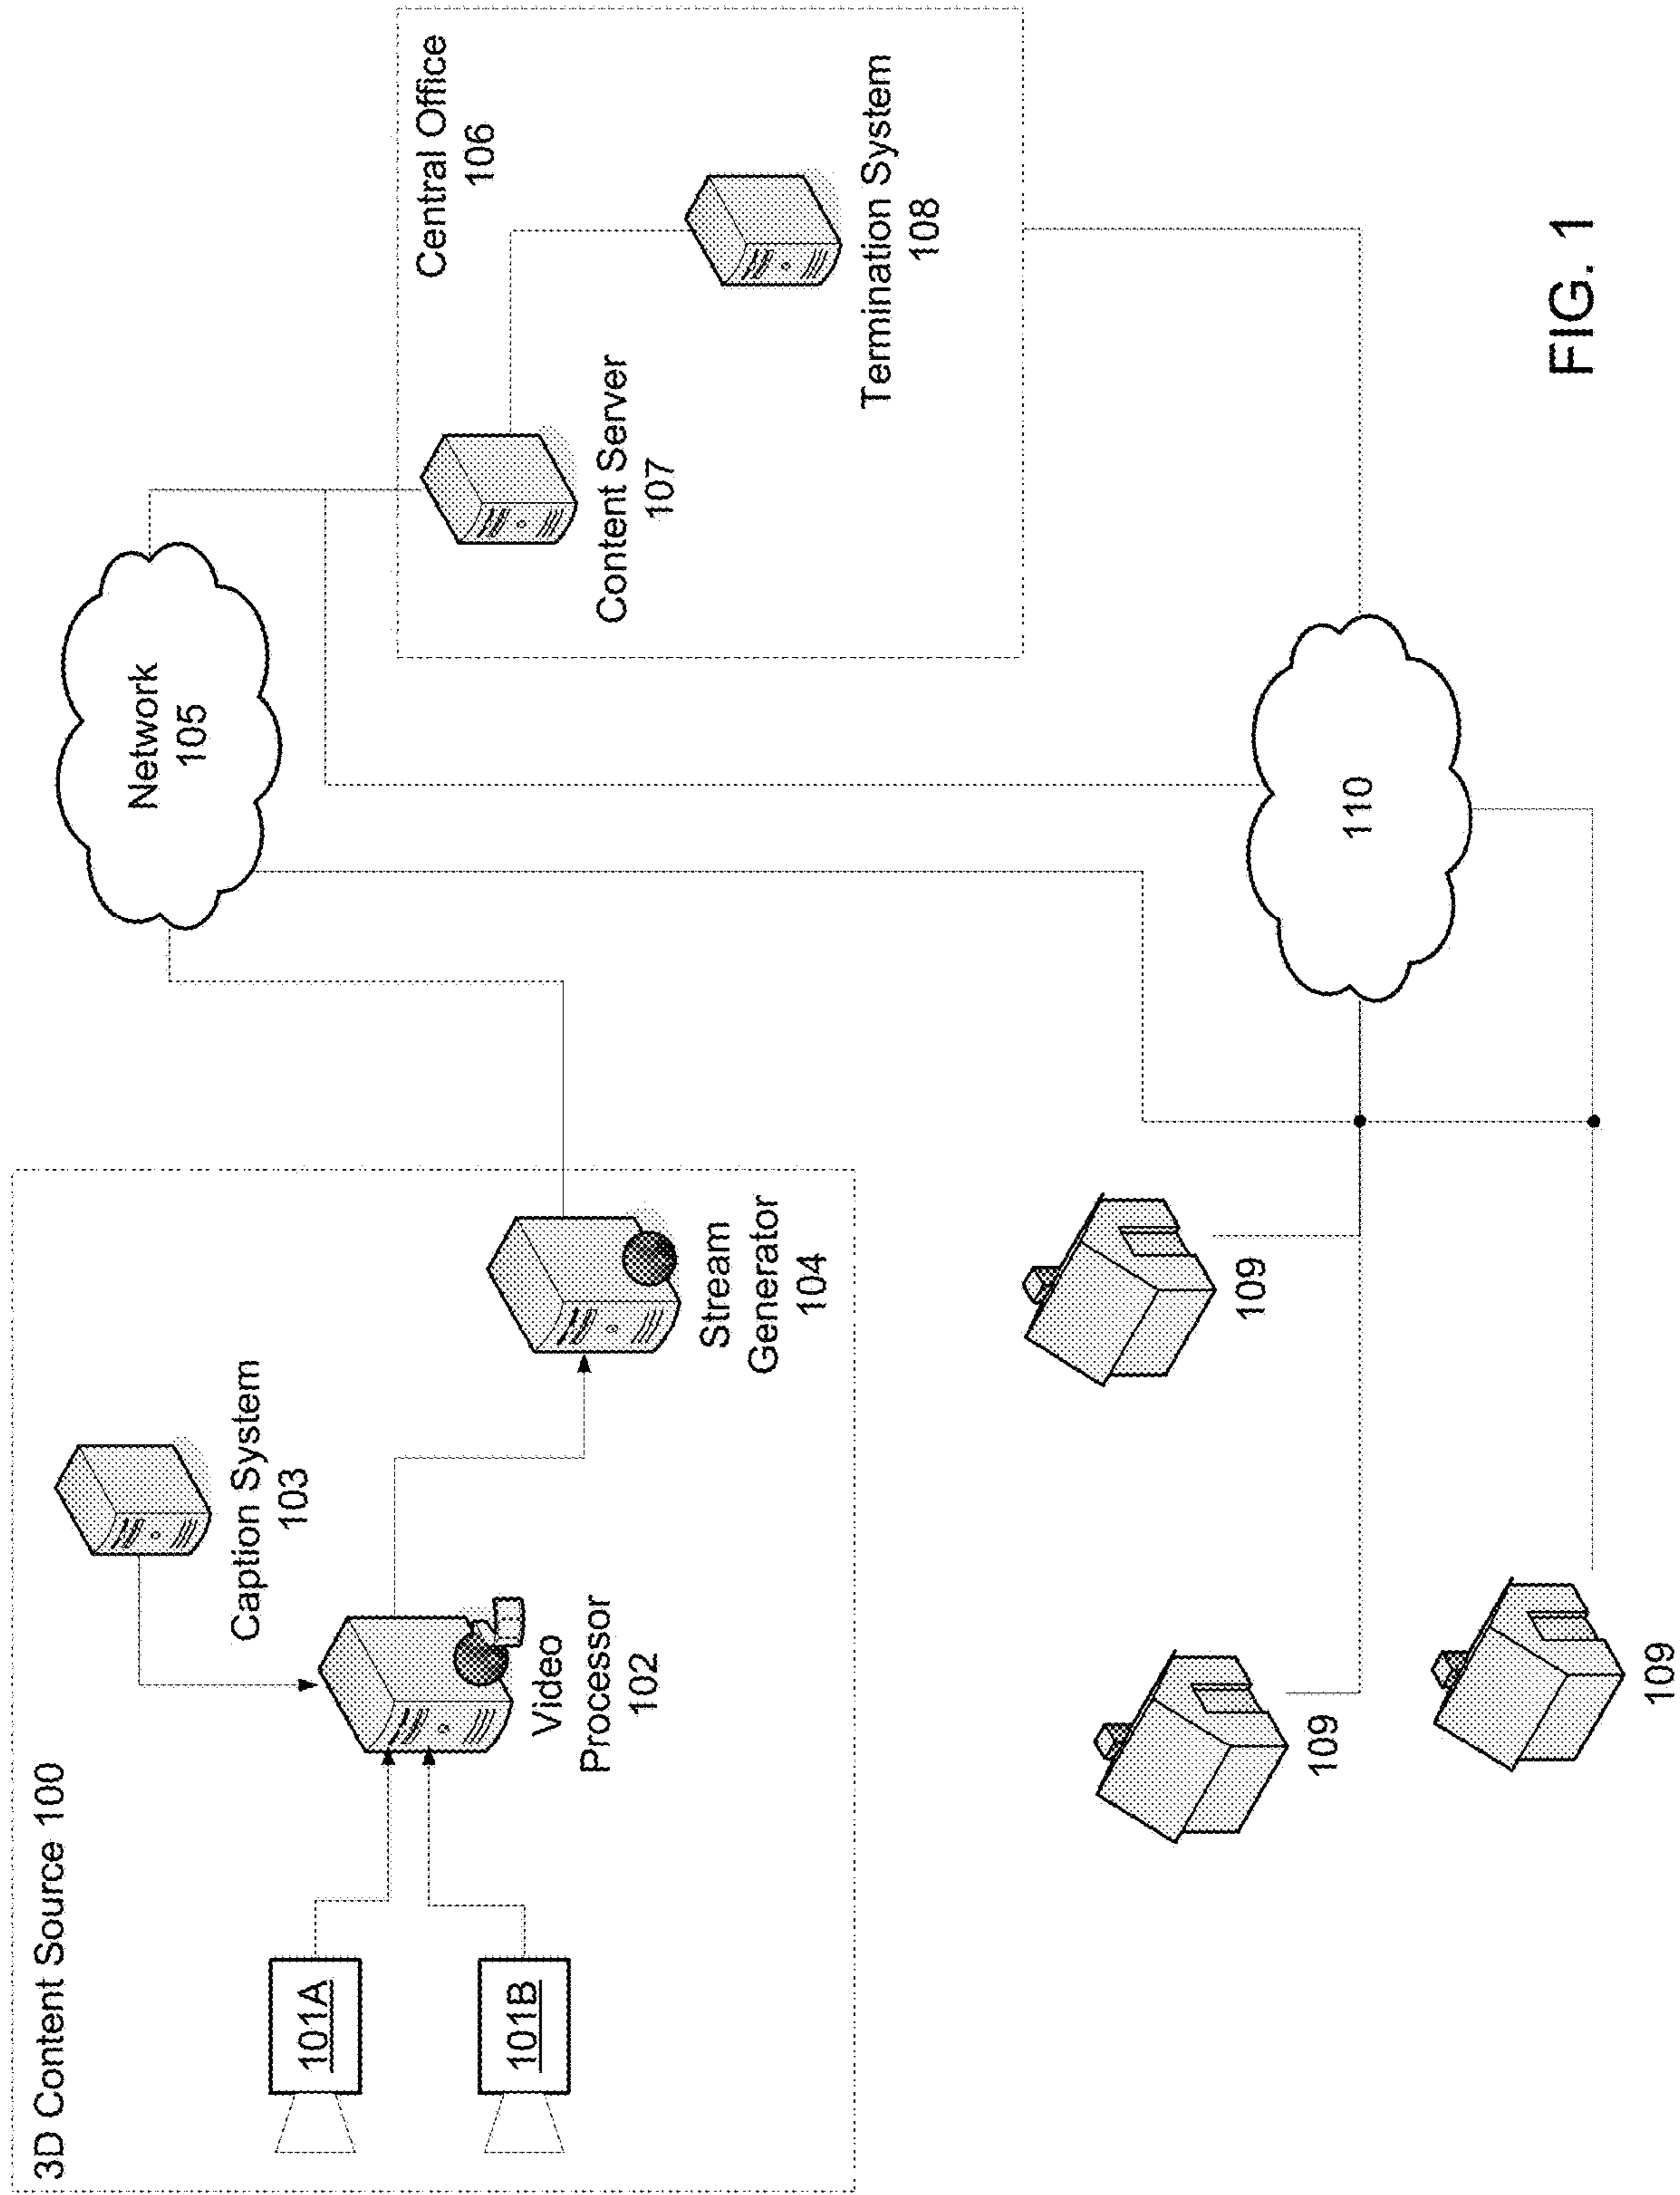 3D Content Source 100
101A
101B
Caption System
103
Video
Processor
102
Stream
Generator
104
Network
105
Central Office
106
Content Server
107
Termination System
108
109
109
109
110
FIG. 1